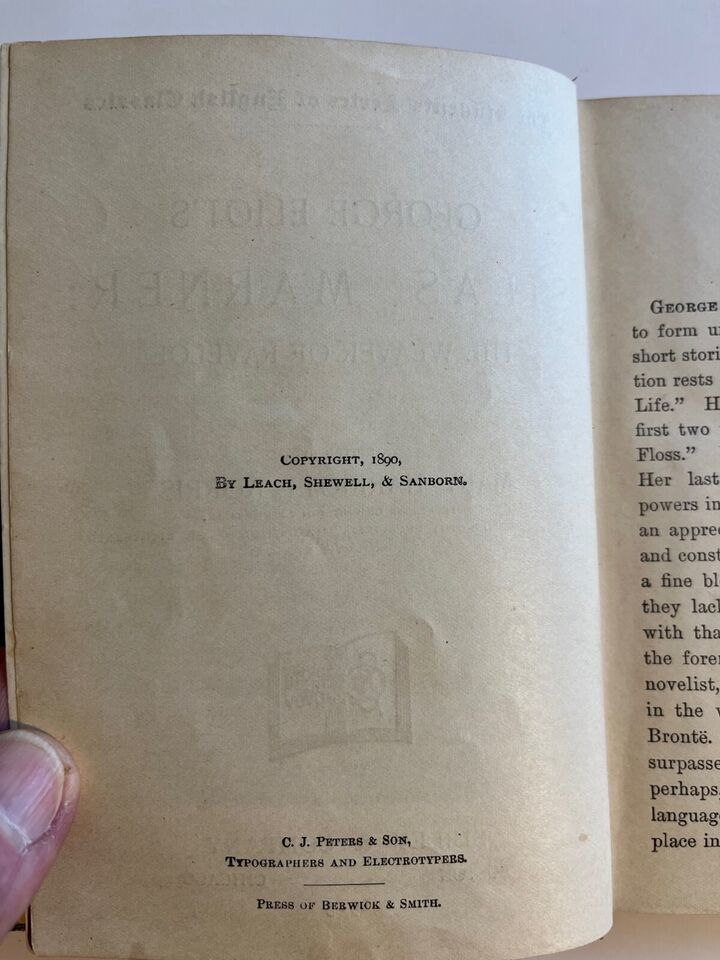 COPYRIGHT, 1890,
BY LEACH, SHEWELL, & SANBORN.
C. J. PETERS & SON,
TYPOGRAPHERS AND ELECTROTYPERS.
PRESS OF BERWICK & SMITH.
GEORGE
to form
short stori
tion rests
Life." H
first two
Floss."
Her last
powers in
an appre
and const
a fine bl
they lac
with tha
the fore
novelist,
in the
Brontë.
surpasse
perhaps,
languag
place in